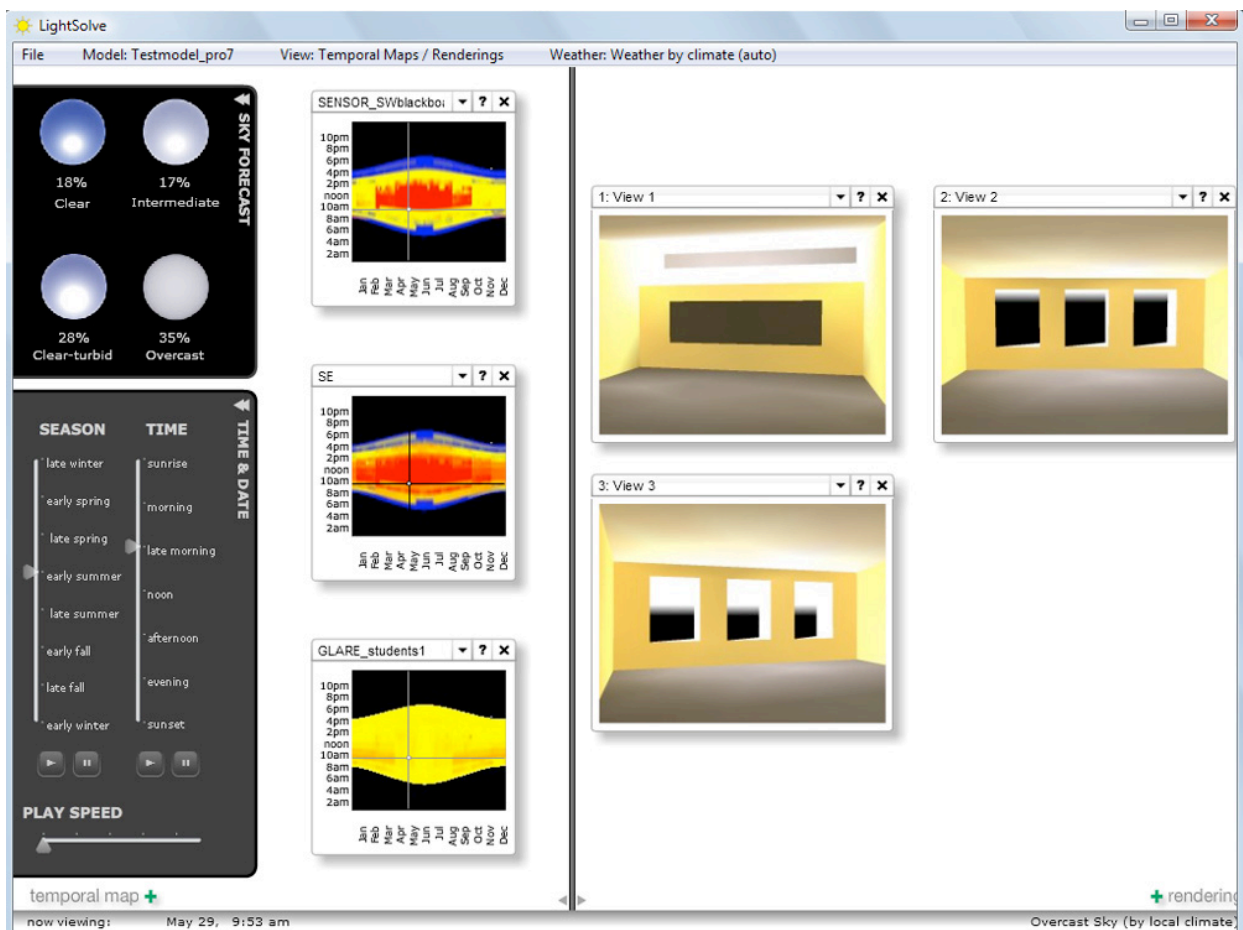 LightSolve
File Model: Testmodel_pro7 View: Temporal Maps / Renderings Weather: Weather by climate (auto)
SKY FORECAST
18% 17%
Clear Intermediate
28% 35%
Clear-turbid Overcast
TIME & DATE
SEASON TIME
late winter sunrise
early spring morning
late spring late morning
early summer noon
late summer afternoon
early fall evening
late fall sunset
early winter
PLAY SPEED
temporal map +
SENSOR_SWblackboa ? X
10pm
8pm
6pm
4pm
2pm
noon
10am
8am
6am
4am
2am
Jan Feb Mar Apr May Jun Jul Aug Sep Oct Nov Dec
SE ? X
10pm
8pm
6pm
4pm
2pm
noon
10am
8am
6am
4am
2am
Jan Feb Mar Apr May Jun Jul Aug Sep Oct Nov Dec
GLARE_students1 ? X
10pm
8pm
6pm
4pm
2pm
noon
10am
8am
6am
4am
2am
Jan Feb Mar Apr May Jun Jul Aug Sep Oct Nov Dec
1: View 1 ? X
2: View 2 ? X
3: View 3 ? X
+ rendering
now viewing: May 29, 9:53 am Overcast Sky (by local climate)